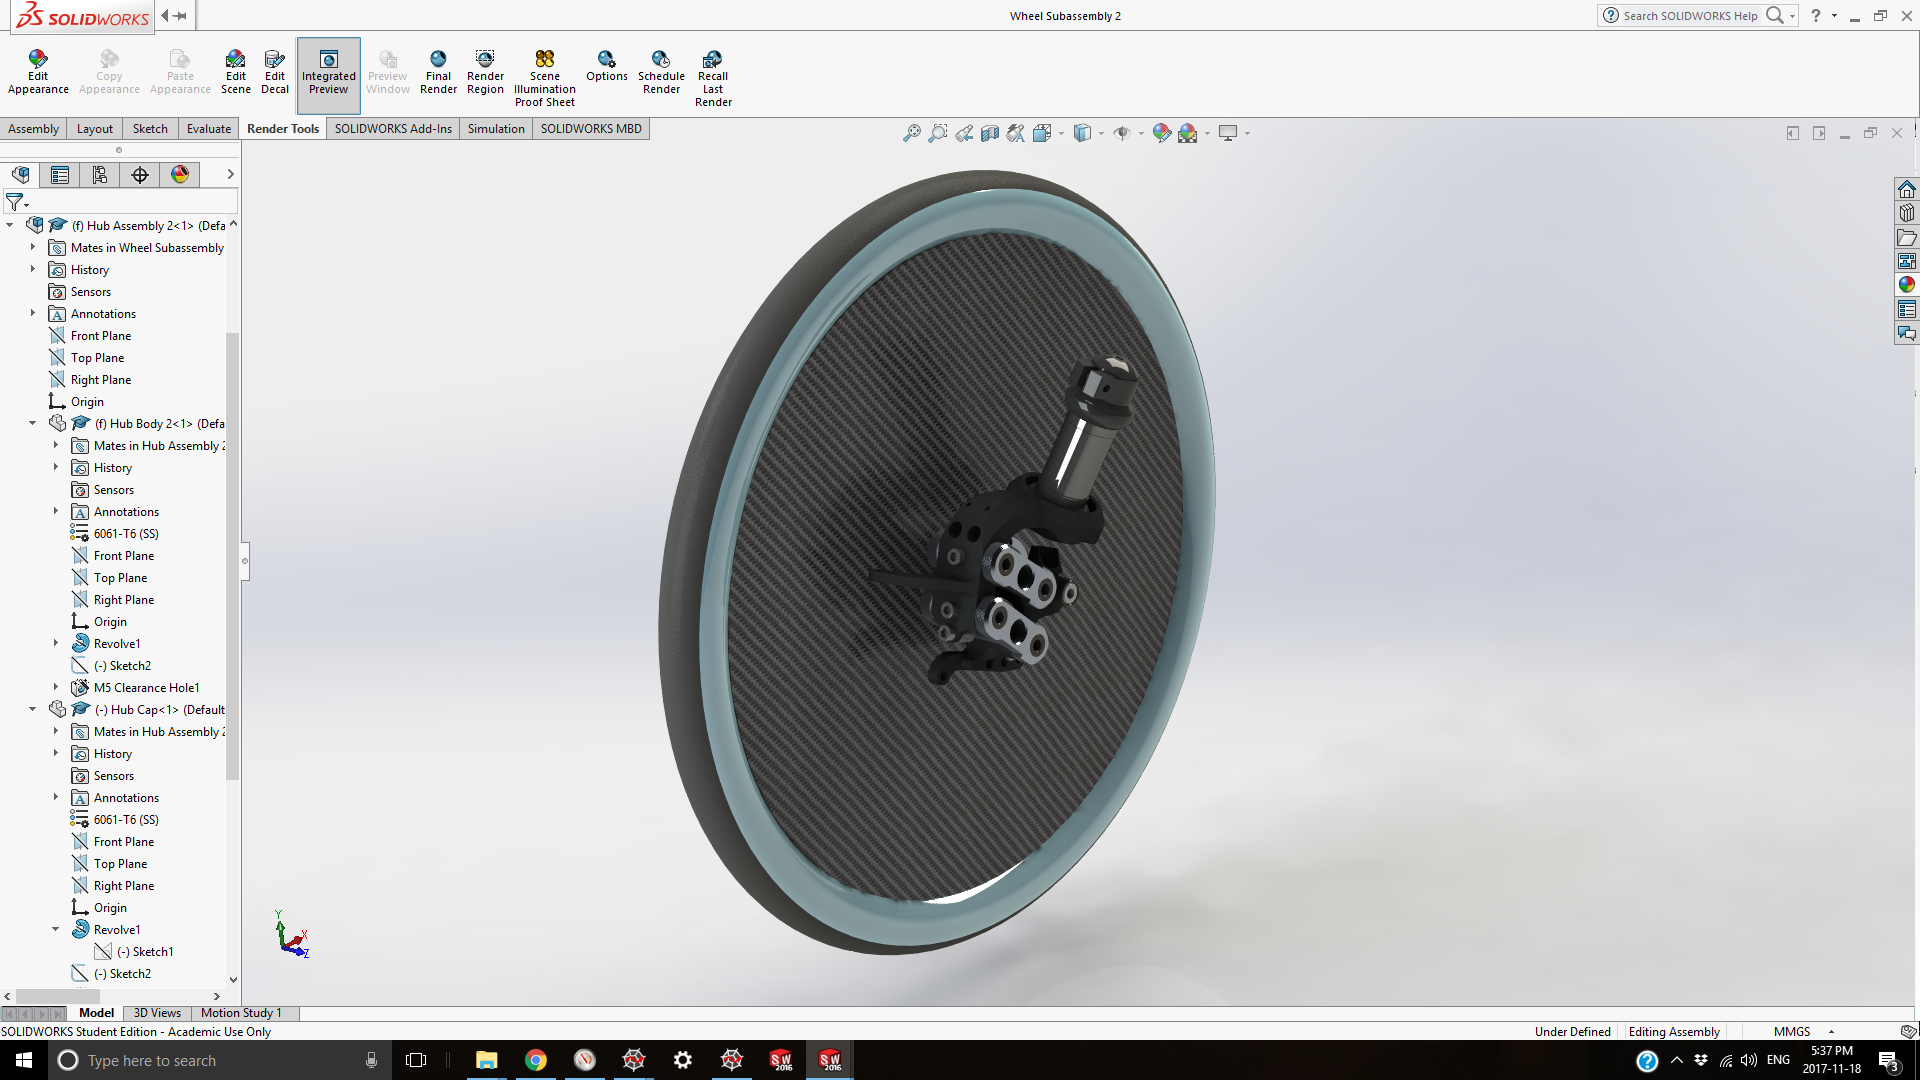 SOLIDWORKS
Wheel Subassembly 2
Search SOLIDWORKS Help
Edit Appearance
Copy Appearance
Paste Appearance
Edit Scene
Edit Decal
Integrated Preview
Preview Window
Final Render
Render Region
Scene Illumination Proof Sheet
Options
Schedule Render
Recall Last Render
Assembly Layout Sketch Evaluate Render Tools SOLIDWORKS Add-Ins Simulation SOLIDWORKS MBD
(f) Hub Assembly 2<1> (Defa
Mates in Wheel Subassembly
History
Sensors
Annotations
Front Plane
Top Plane
Right Plane
Origin
(f) Hub Body 2<1> (Defa
Mates in Hub Assembly 2
History
Sensors
Annotations
6061-T6 (SS)
Front Plane
Top Plane
Right Plane
Origin
Revolve1
(-) Sketch2
M5 Clearance Hole1
(-) Hub Cap<1> (Default
Mates in Hub Assembly 2
History
Sensors
Annotations
6061-T6 (SS)
Front Plane
Top Plane
Right Plane
Origin
Revolve1
(-) Sketch1
(-) Sketch2
Y
X
Z
Model 3D Views Motion Study 1
SOLIDWORKS Student Edition - Academic Use Only
Under Defined Editing Assembly MMGS
Type here to search
SW 2016
SW 2016
ENG
5:37 PM
2017-11-18
3